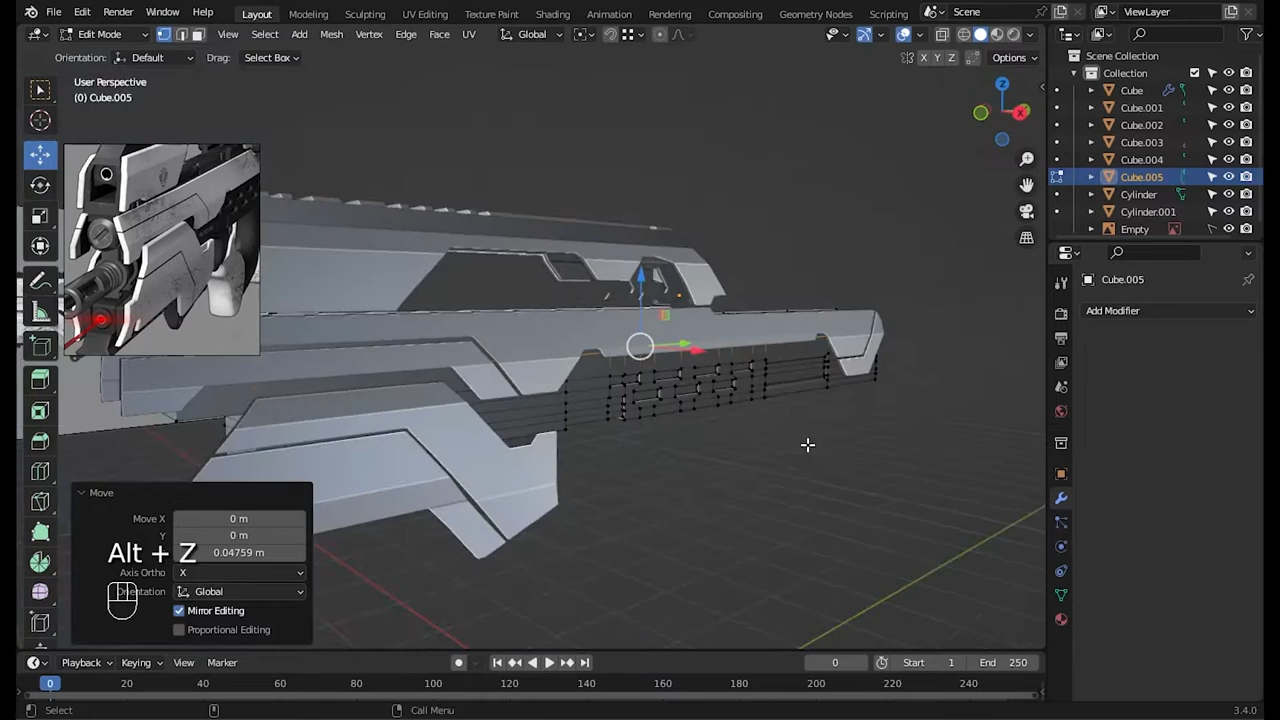 File Edit Render Window Help Layout Modeling Sculpting UV Editing Texture Paint Shading Animation Rendering Compositing Geometry Nodes Scripting Scene ViewLayer
Edit Mode View Select Add Mesh Vertex Edge Face UV Global
Orientation: Default Drag: Select Box X Y Z Options
User Perspective
(0) Cube.005
Z
X
Scene Collection
Collection
Cube
Cube.001
Cube.002
Cube.003
Cube.004
Cube.005
Cylinder
Cylinder.001
Empty
Cube.005
Add Modifier
Move
Move X 0 m
Y 0 m
Alt + Z 0.04759 m
Axis Ortho X
Orientation Global
Mirror Editing
Proportional Editing
Playback Keying View Marker 0 Start 1 End 250
0 20 40 60 80 100 120 140 160 180 200 220 240
Select Call Menu 3.4.0